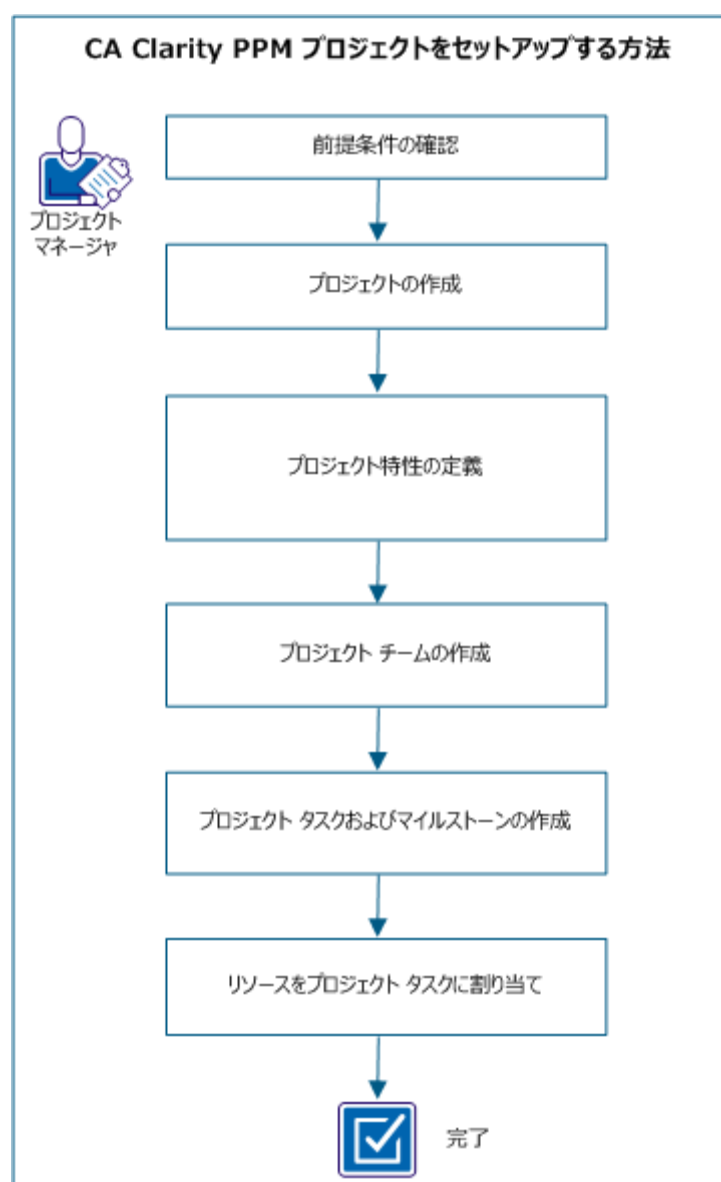 CA Clarity PPM プロジェクトをセットアップする方法
プロジェクト
マネージャ
前提条件の確認
プロジェクトの作成
プロジェクト特性の定義
プロジェクト チームの作成
プロジェクト タスクおよびマイルストーンの作成
リソースをプロジェクト タスクに割り当て
完了